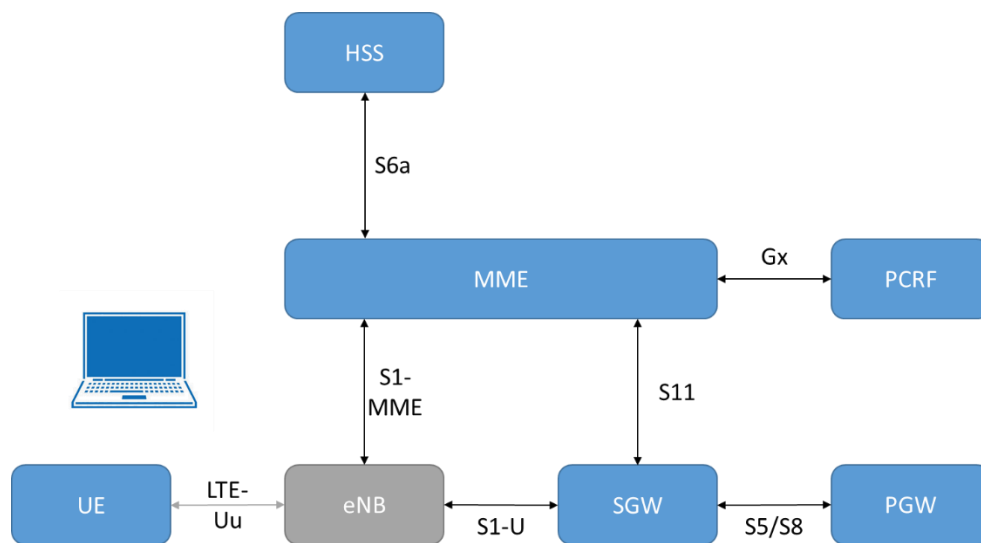 HSS
S6a
MME
Gx
PCRF
S1-
MME
S11
UE
LTE-
Uu
eNB
S1-U
SGW
S5/S8
PGW